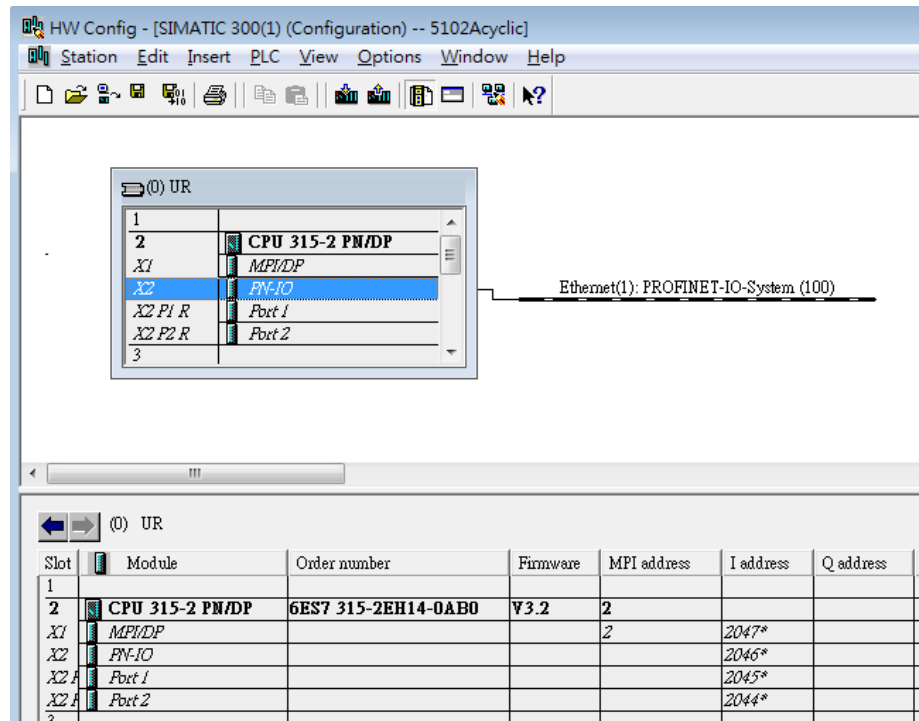 HW Config - [SIMATIC 300(1) (Configuration) -- 5102Acyclic]
Station Edit Insert PLC View Options Window Help
(0) UR
1
2 CPU 315-2 PN/DP
X1 MPI/DP
X2 PN-IO
X2 P1 R Port 1
X2 P2 R Port 2
3
Ethernet(1): PROFINET-IO-System (100)
(0) UR
Slot Module Order number Firmware MPI address I address Q address
1
2 CPU 315-2 PN/DP 6ES7 315-2EH14-0AB0 V3.2 2
X1 MPI/DP 2 2047*
X2 PN-IO 2046*
X2 P Port 1 2045*
X2 P Port 2 2044*
3